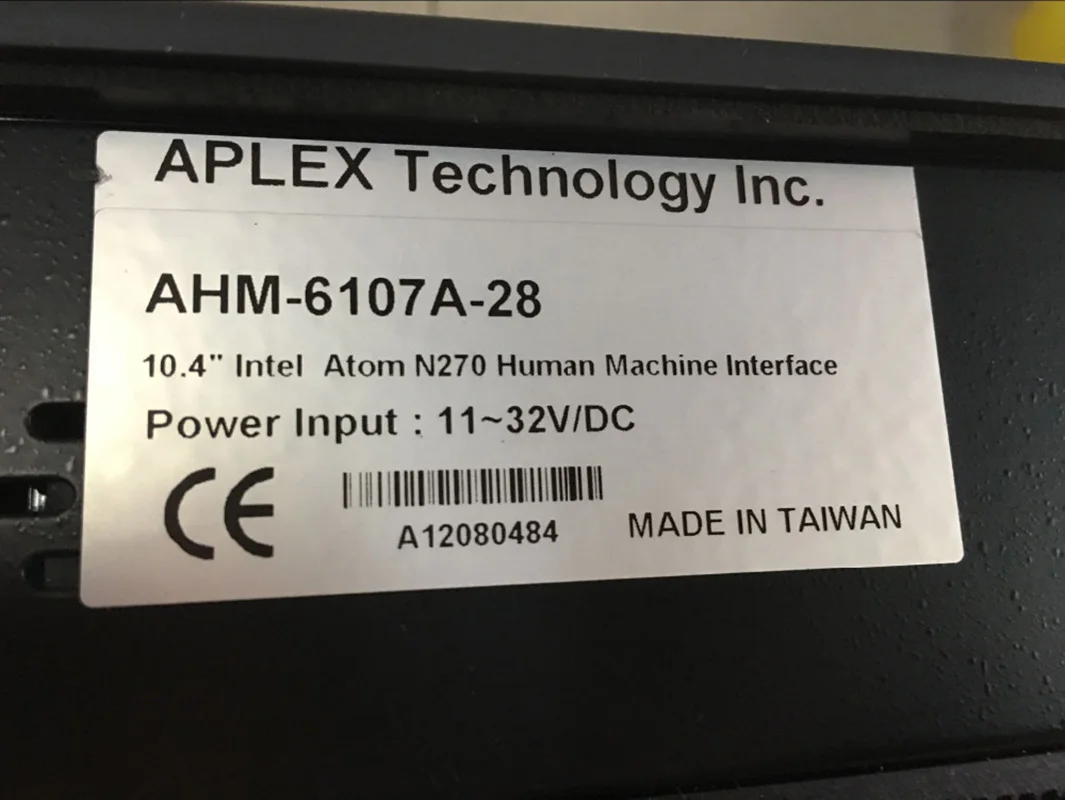 APLEX Technology Inc.
AHM-6107A-28
10.4" Intel Atom N270 Human Machine Interface
Power Input : 11~32V/DC
CE
A12080484
MADE IN TAIWAN